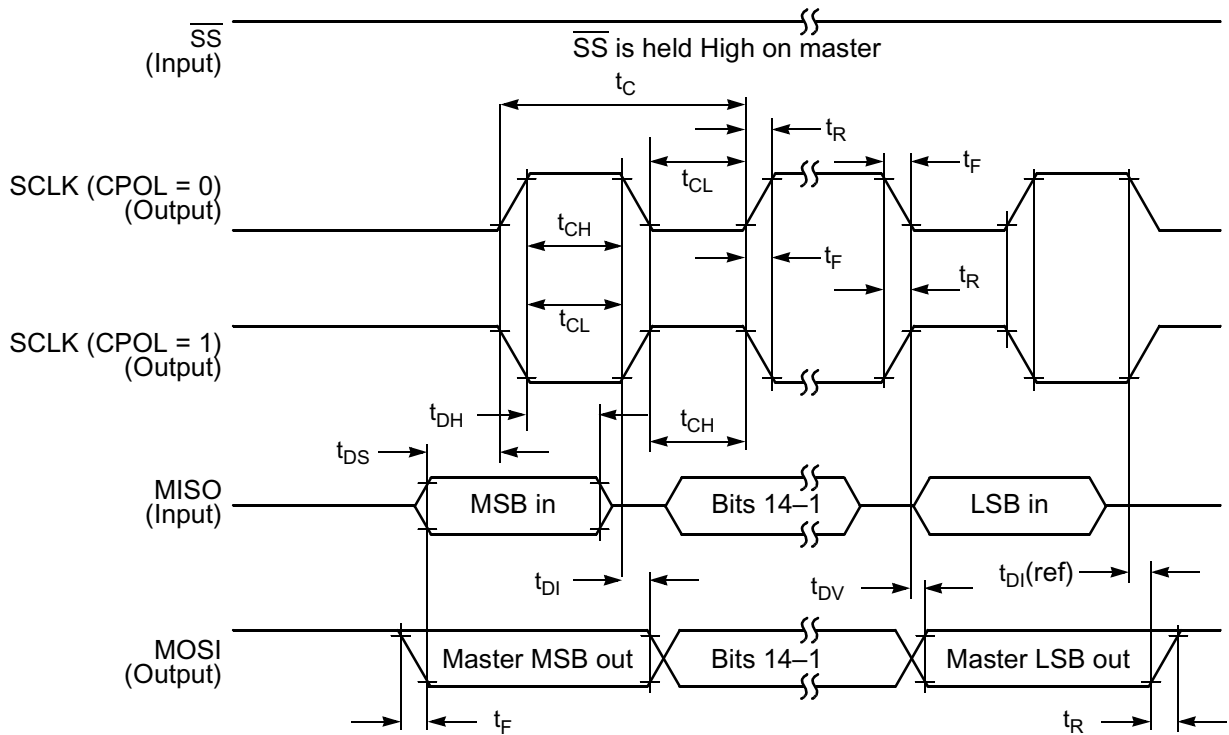 SS
(Input)
SS is held High on master
tC
tR
tF
SCLK (CPOL = 0)
(Output)
tCL
tCH
tF
tR
tCL
SCLK (CPOL = 1)
(Output)
tDH
tCH
tDS
MISO
(Input)
MSB in
Bits 14–1
LSB in
tDI
tDV
tDI(ref)
MOSI
(Output)
Master MSB out
Bits 14–1
Master LSB out
tF
tR